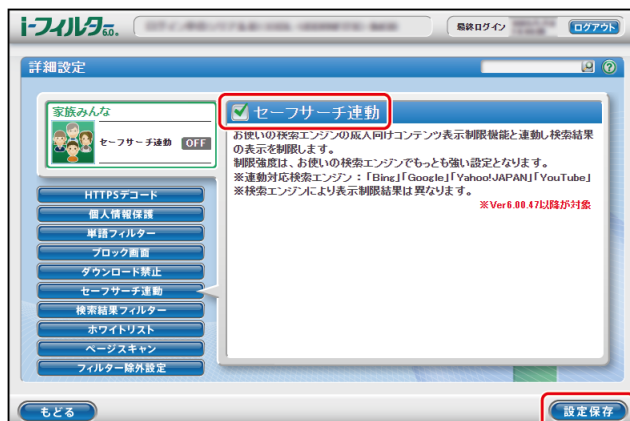 i-フィルター 6.0.
最終ログイン
ログアウト
詳細設定
家族みんな
セーフサーチ連動 OFF
HTTPSデコード
個人情報保護
単語フィルター
ブロック画面
ダウンロード禁止
セーフサーチ連動
検索結果フィルター
ホワイトリスト
ページスキャン
フィルター除外設定
セーフサーチ連動
お使いの検索エンジンの成人向けコンテンツ表示制限機能と連動し検索結果
の表示を制限します。
制限強度は、お使いの検索エンジンでもっとも強い設定となります。
※連動対応検索エンジン：「Bing」「Google」「Yahoo!JAPAN」「YouTube」
※検索エンジンにより表示制限結果は異なります。
※Ver6.00.47以降が対象
もどる
設定保存